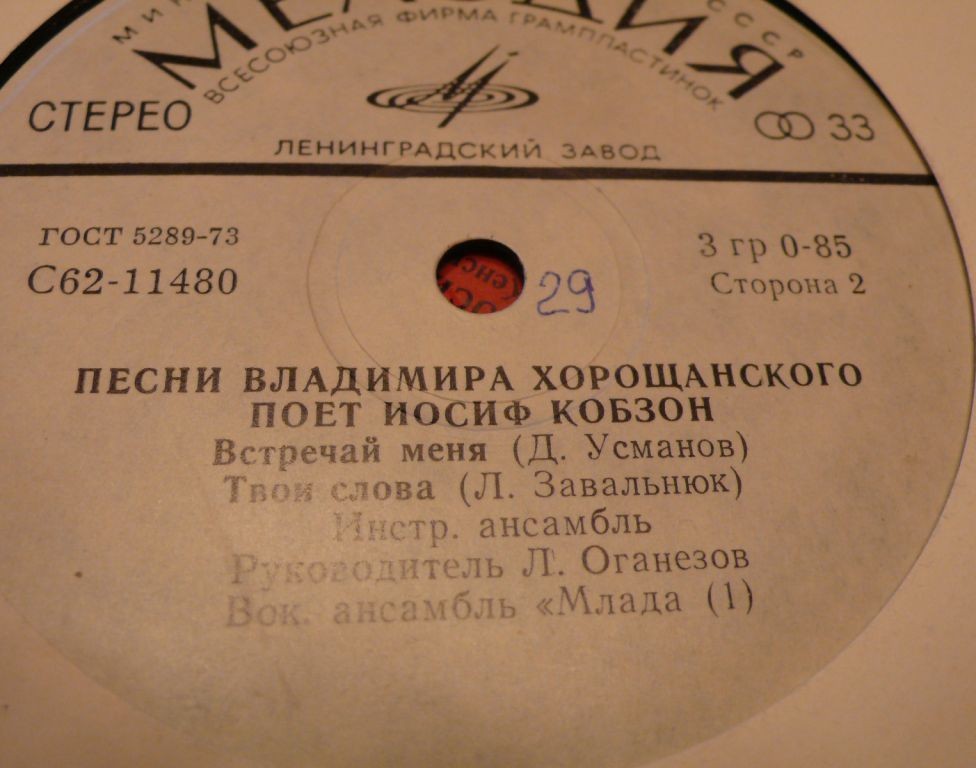 МЕЛОДИЯ
СССР
ВСЕСОЮЗНАЯ ФИРМА ГРАМПЛАСТИНОК
СТЕРЕО
33
ЛЕНИНГРАДСКИЙ ЗАВОД
ГОСТ 5289-73
3 гр 0-85
С62-11480
Сторона 2
29
ПЕСНИ ВЛАДИМИРА ХОРОЩАНСКОГО
ПОЕТ ИОСИФ КОБЗОН
Встречай меня (Д. Усманов)
Твои слова (Л. Завальнюк)
Инстр. ансамбль
Руководитель Л. Оганезов
Вок. ансамбль «Млада (1)